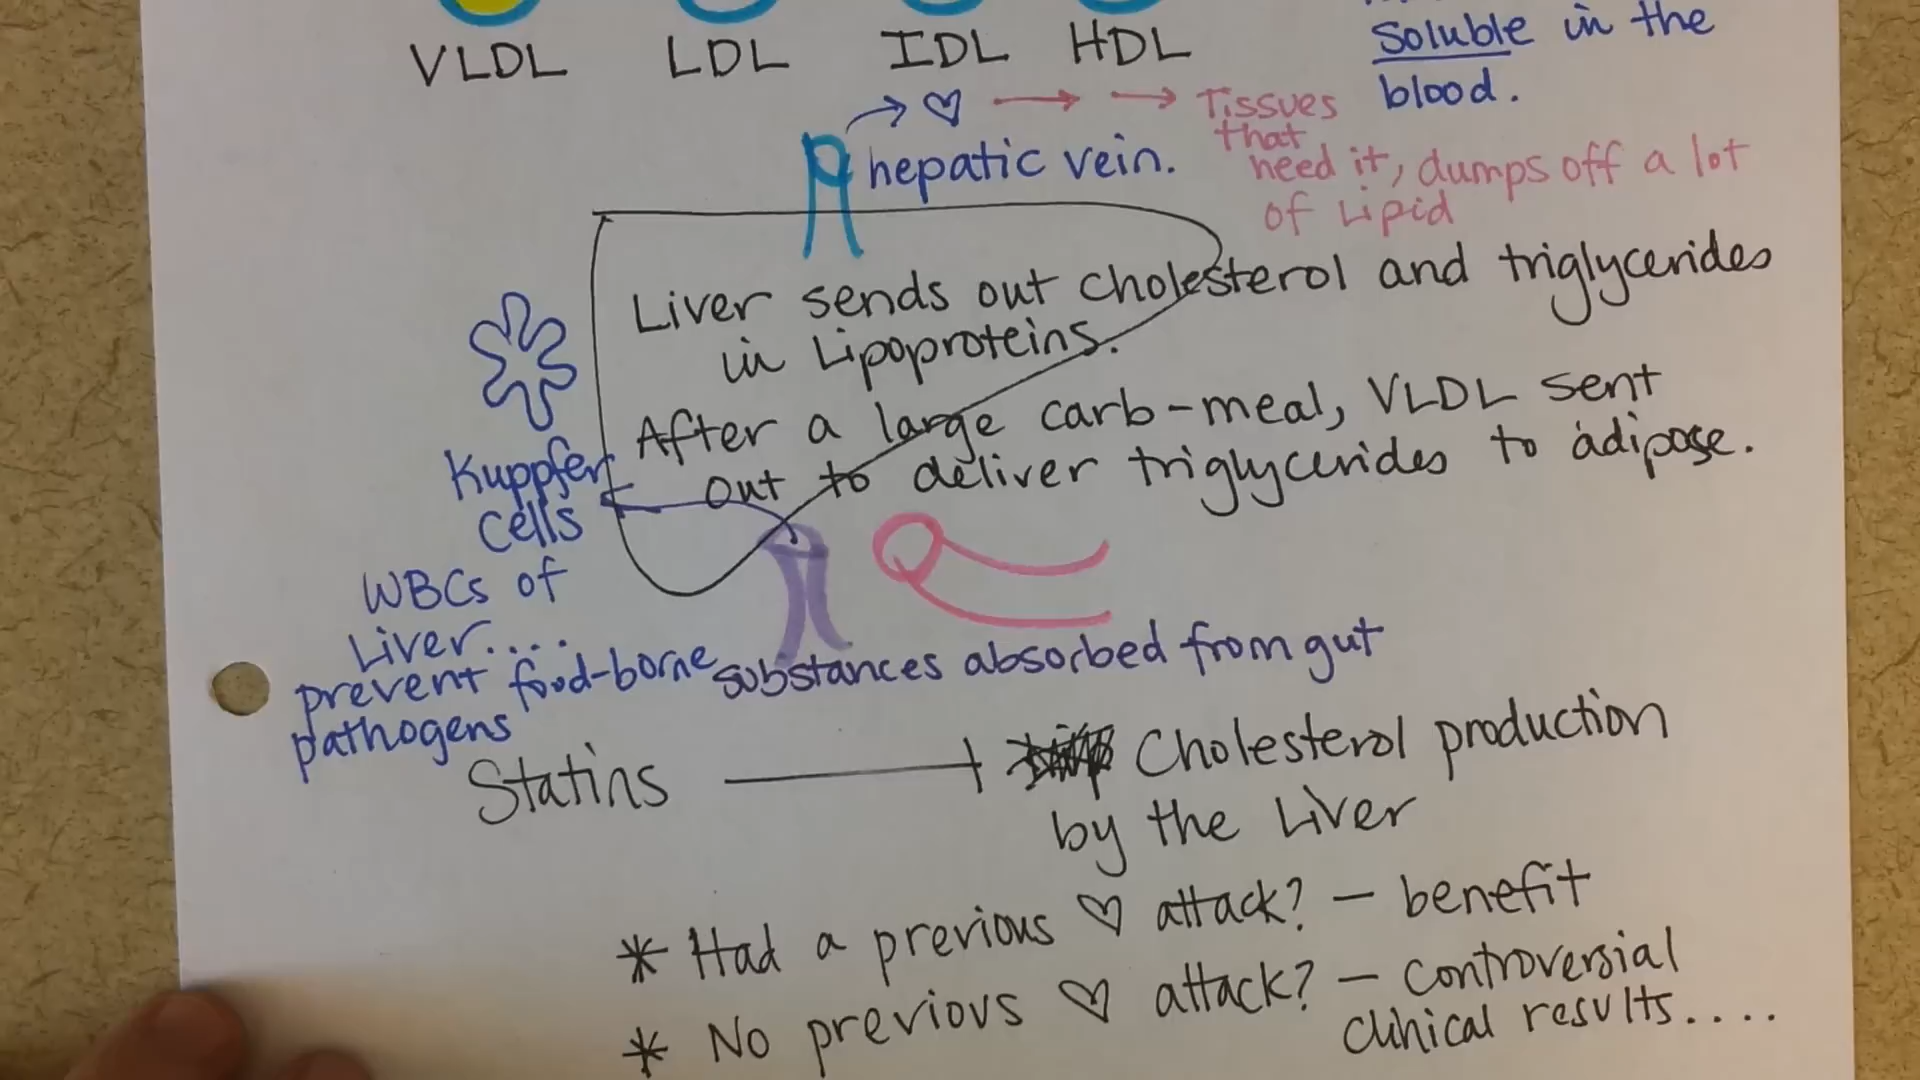 VLDL LDL IDL HDL
Soluble in the
blood.
→ ♡ → → Tissues
that
need it, dumps off a lot
of Lipid
hepatic vein.
Liver sends out cholesterol and triglycerides
in Lipoproteins.
After a large carb-meal, VLDL sent
out to deliver triglycerides to adipose.
Kuppfer
Cells
WBCs of
Liver....
prevent food-borne
pathogens
substances absorbed from gut
Statins ⊣ Cholesterol production
by the Liver
* Had a previous ♡ attack? - benefit
* No previous ♡ attack? - controversial
clinical results....